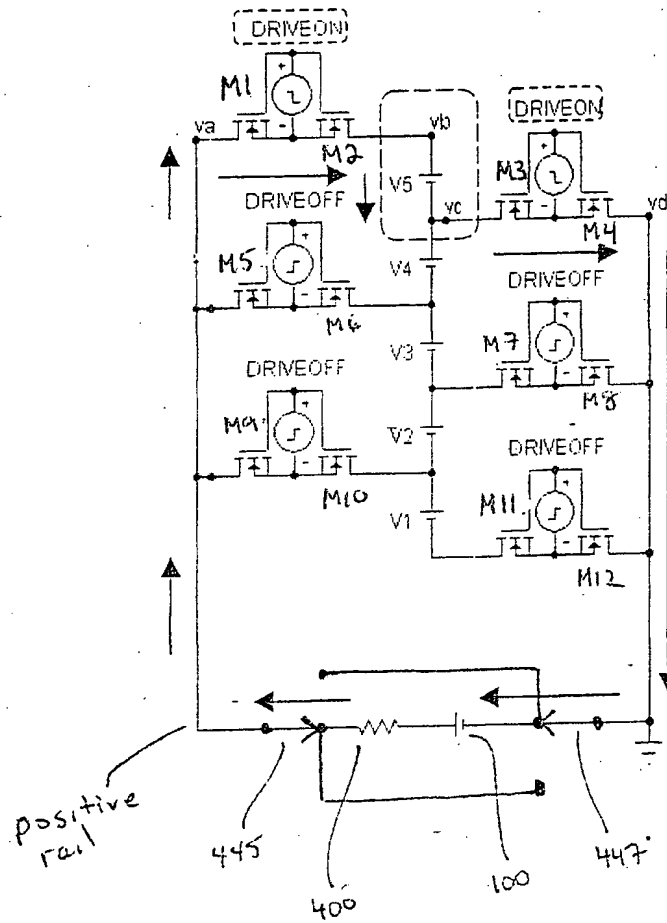 DRIVEON
M1
va
M2
vb
DRIVEON
M3
V5
vc
M4
vd
DRIVEOFF
M5
M6
V4
DRIVEOFF
M7
V3
M8
DRIVEOFF
M9
M10
V2
DRIVEOFF
M11
V1
M12
positive
rail
445
400
100
447